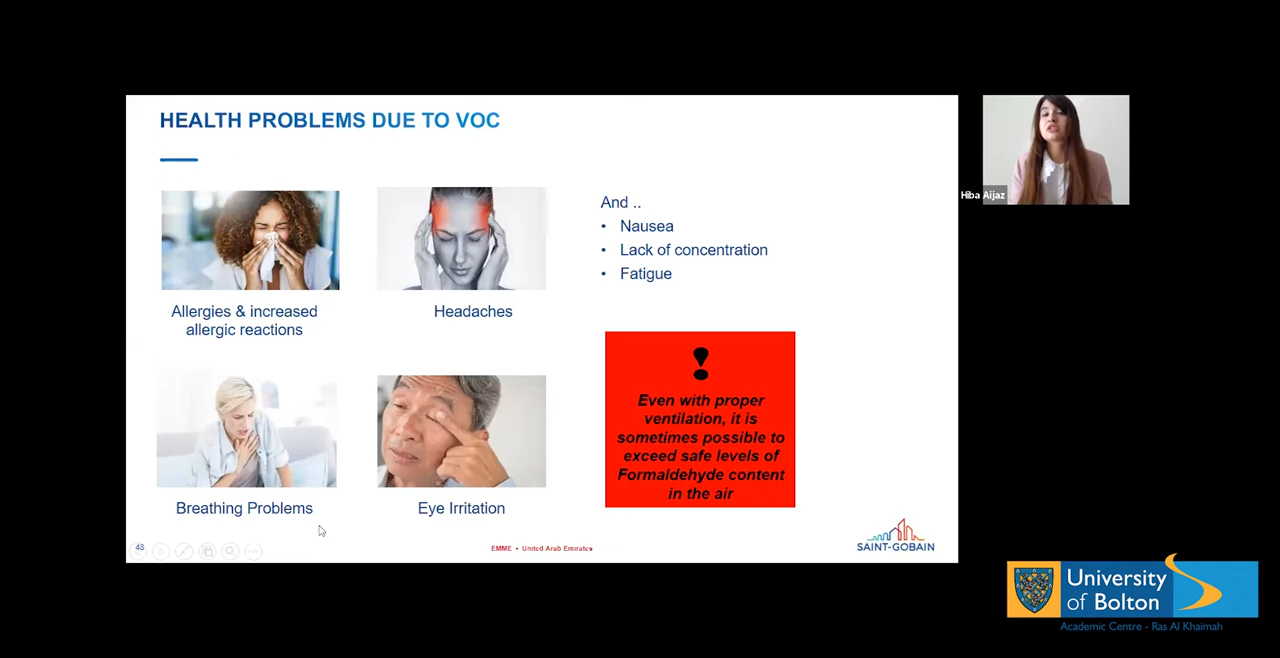 HEALTH PROBLEMS DUE TO VOC
Allergies & increased
allergic reactions
Headaches
Breathing Problems
Eye Irritation
And ..
• Nausea
• Lack of concentration
• Fatigue
Even with proper
ventilation, it is
sometimes possible to
exceed safe levels of
Formaldehyde content
in the air
48
EMME • United Arab Emirates
SAINT-GOBAIN
Hiba Aijaz
University
of Bolton
Academic Centre - Ras Al Khaimah